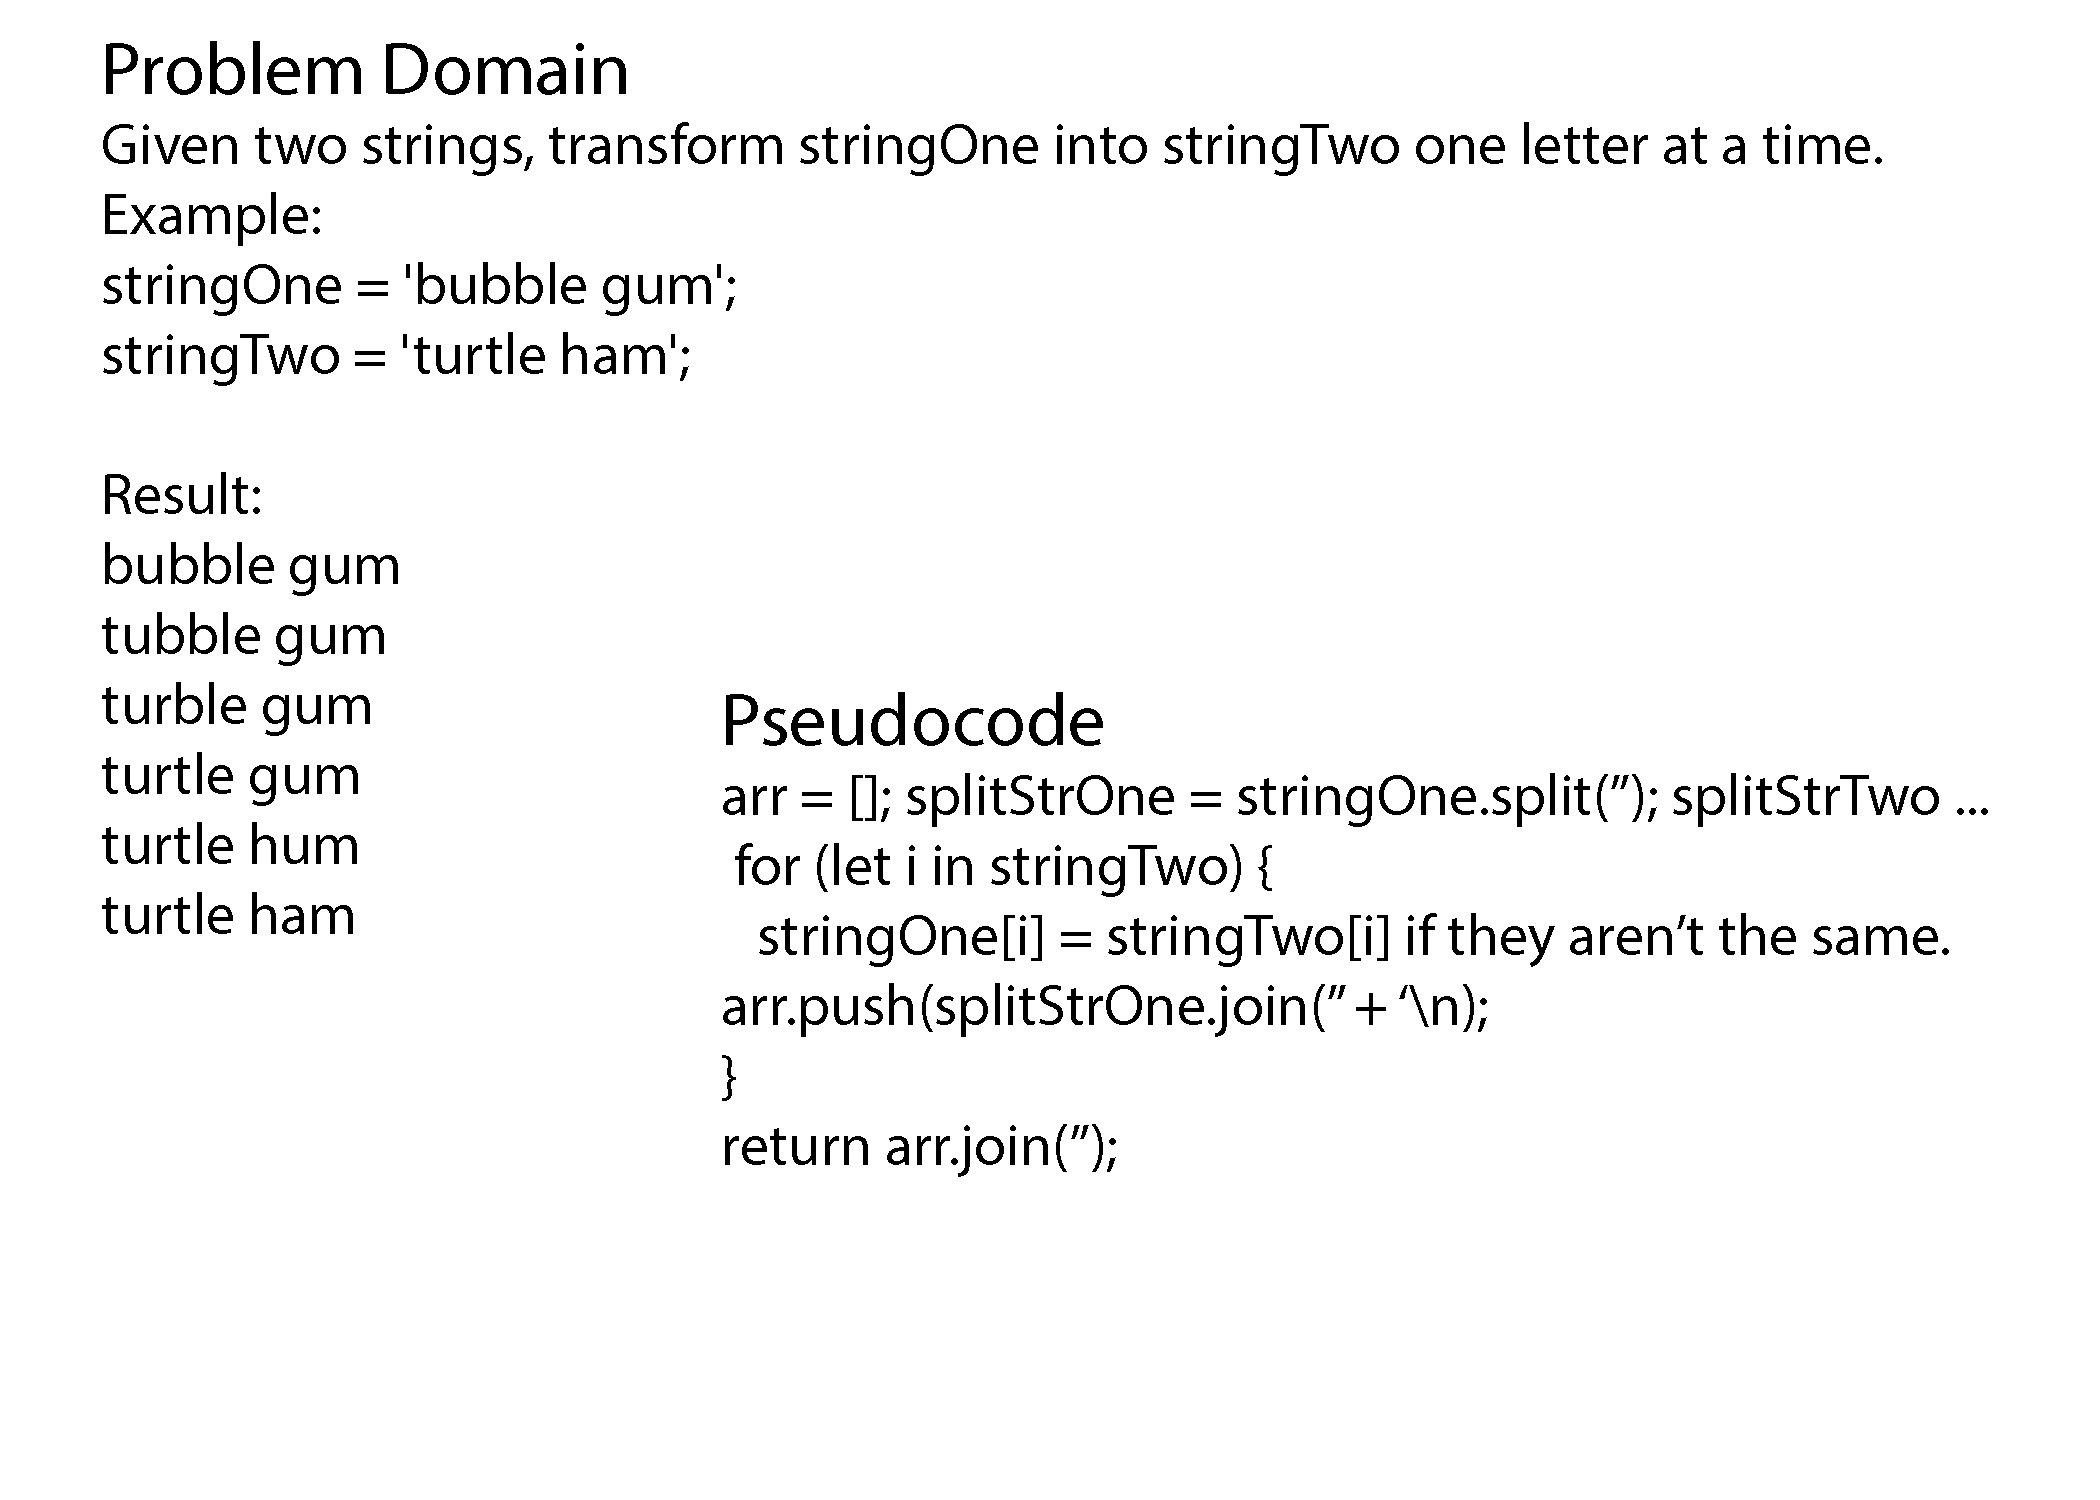 Problem Domain
Given two strings, transform stringOne into stringTwo one letter at a time.
Example:
stringOne = 'bubble gum';
stringTwo = 'turtle ham';
Result:
bubble gum
tubble gum
turble gum
turtle gum
turtle hum
turtle ham
Pseudocode
arr = []; splitStrOne = stringOne.split(”); splitStrTwo ...
for (let i in stringTwo) {
stringOne[i] = stringTwo[i] if they aren’t the same.
arr.push(splitStrOne.join(” + ‘\n);
}
return arr.join(”);